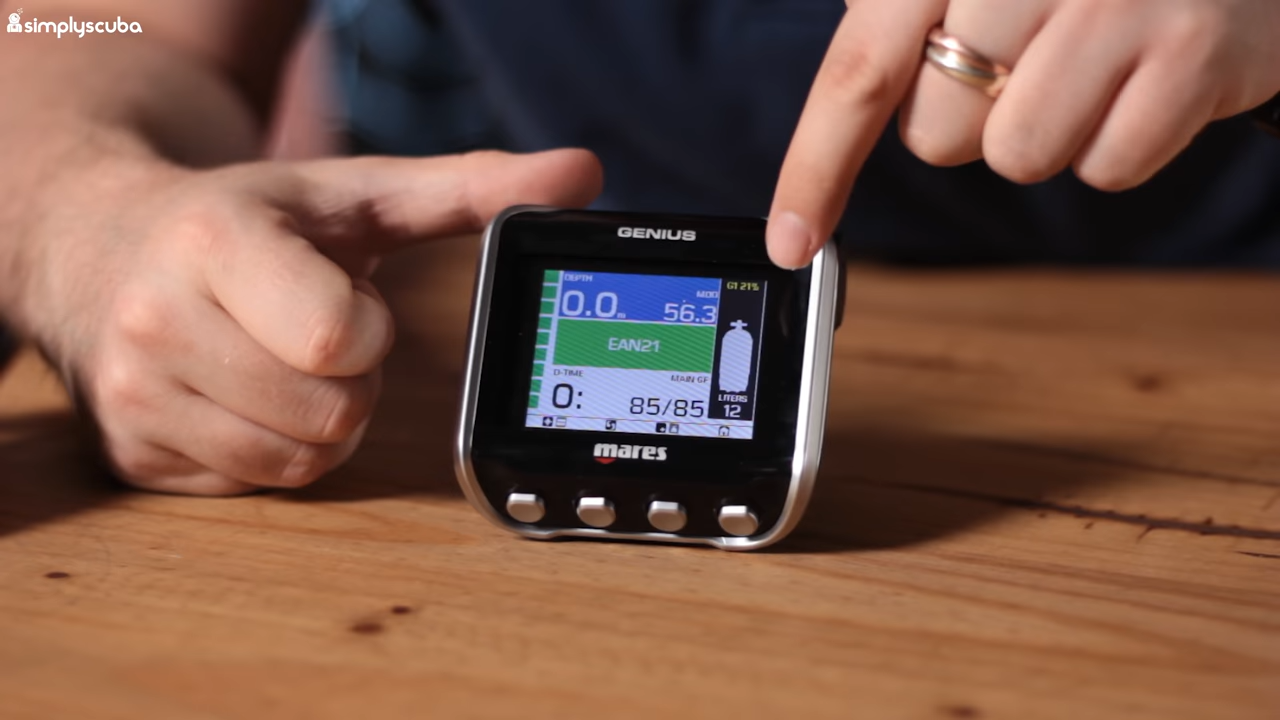 simplyscuba
GENIUS
DEPTH
MOD
G1 21%
0.0m
56.3
EAN21
D-TIME
MAIN GF
0:
85/85
LITERS
12
mares